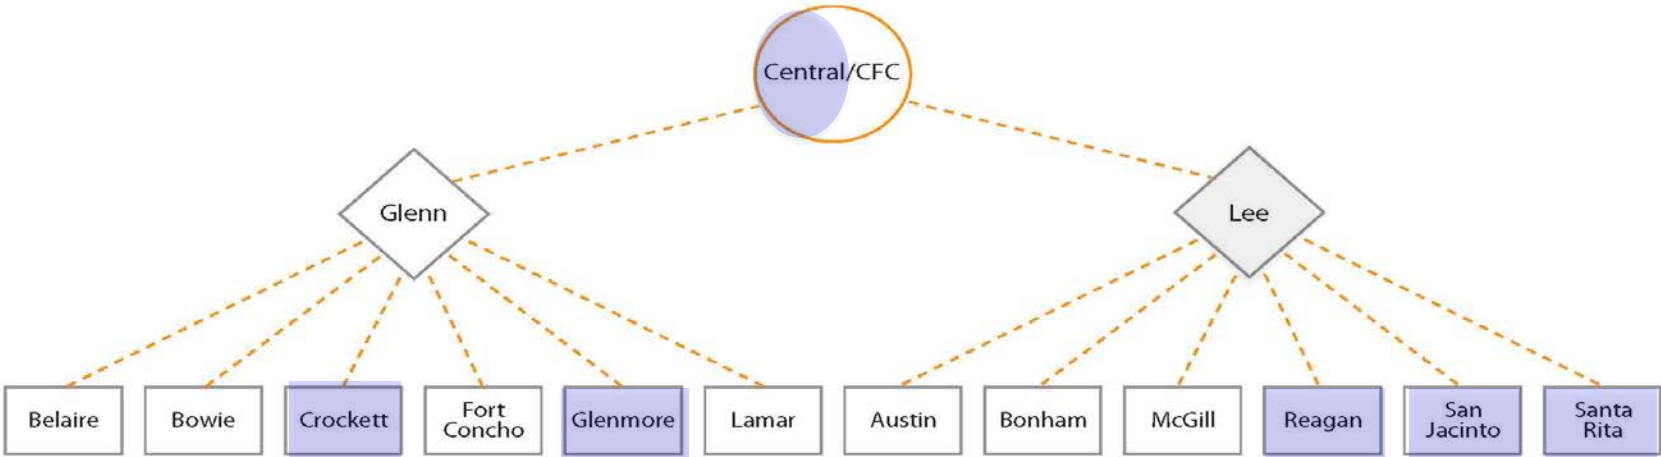 Central/CFC
Glenn
Lee
Belaire
Bowie
Crockett
Fort
Concho
Glenmore
Lamar
Austin
Bonham
McGill
Reagan
San
Jacinto
Santa
Rita